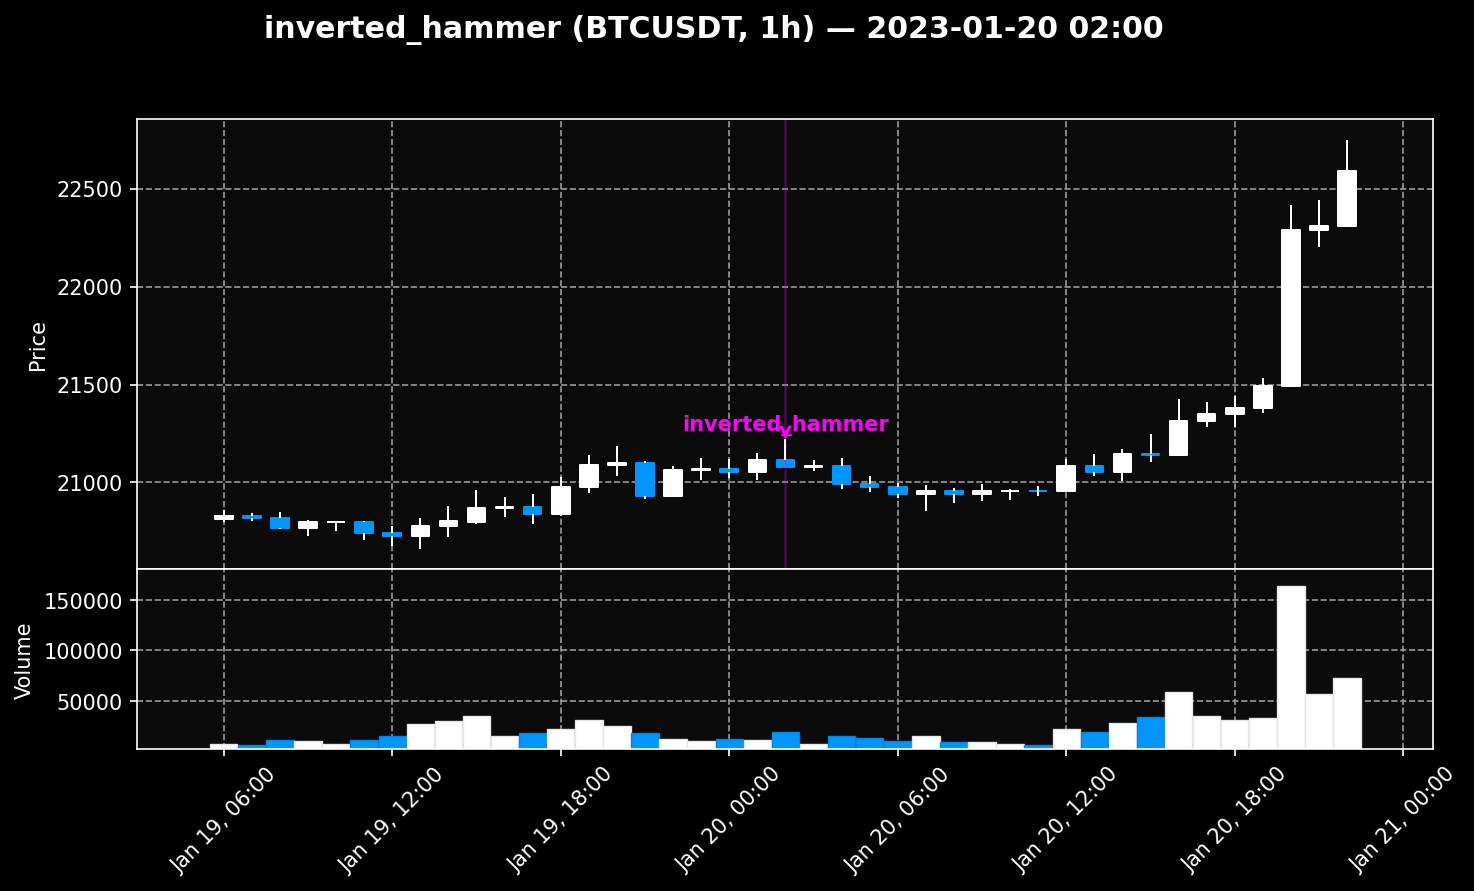 inverted_hammer (BTCUSDT, 1h) — 2023-01-20 02:00
22500
22000
21500
21000
Price
inverted_hammer
150000
100000
50000
Volume
Jan 19, 06:00
Jan 19, 12:00
Jan 19, 18:00
Jan 20, 00:00
Jan 20, 06:00
Jan 20, 12:00
Jan 20, 18:00
Jan 21, 00:00